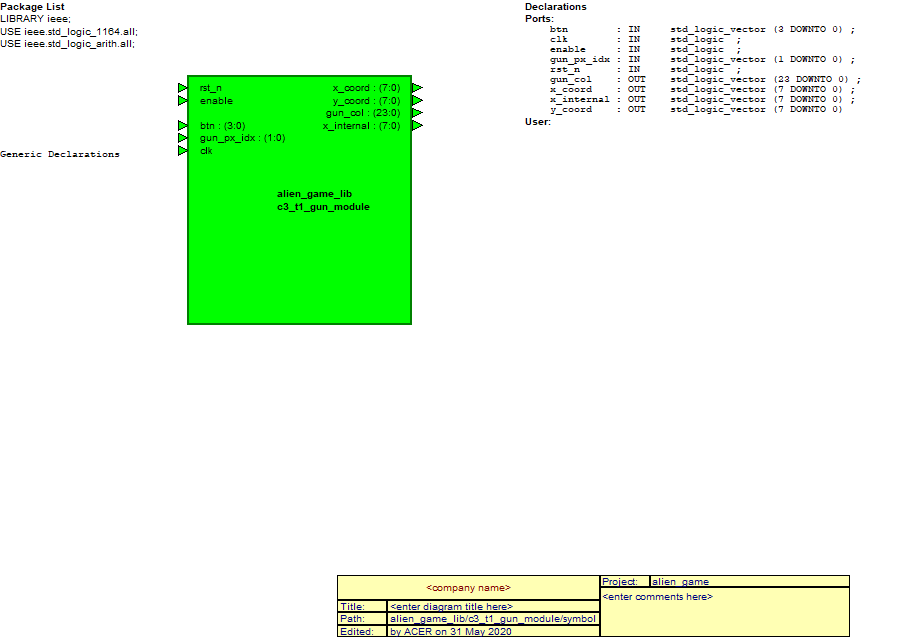 Package List
LIBRARY ieee;
USE ieee.std_logic_1164.all;
USE ieee.std_logic_arith.all;
Declarations
Ports:
btn : IN std_logic_vector (3 DOWNTO 0) ;
clk : IN std_logic ;
enable : IN std_logic ;
gun_px_idx : IN std_logic_vector (1 DOWNTO 0) ;
rst_n : IN std_logic ;
gun_col : OUT std_logic_vector (23 DOWNTO 0) ;
x_coord : OUT std_logic_vector (7 DOWNTO 0) ;
x_internal : OUT std_logic_vector (7 DOWNTO 0) ;
y_coord : OUT std_logic_vector (7 DOWNTO 0)
User:
rst_n x_coord : (7:0)
enable y_coord : (7:0)
gun_col : (23:0)
btn : (3:0) x_internal : (7:0)
gun_px_idx : (1:0)
clk
Generic Declarations
alien_game_lib
c3_t1_gun_module
<company name>
Title: <enter diagram title here>
Path: alien_game_lib/c3_t1_gun_module/symbol
Edited: by ACER on 31 May 2020
Project: alien_game
<enter comments here>